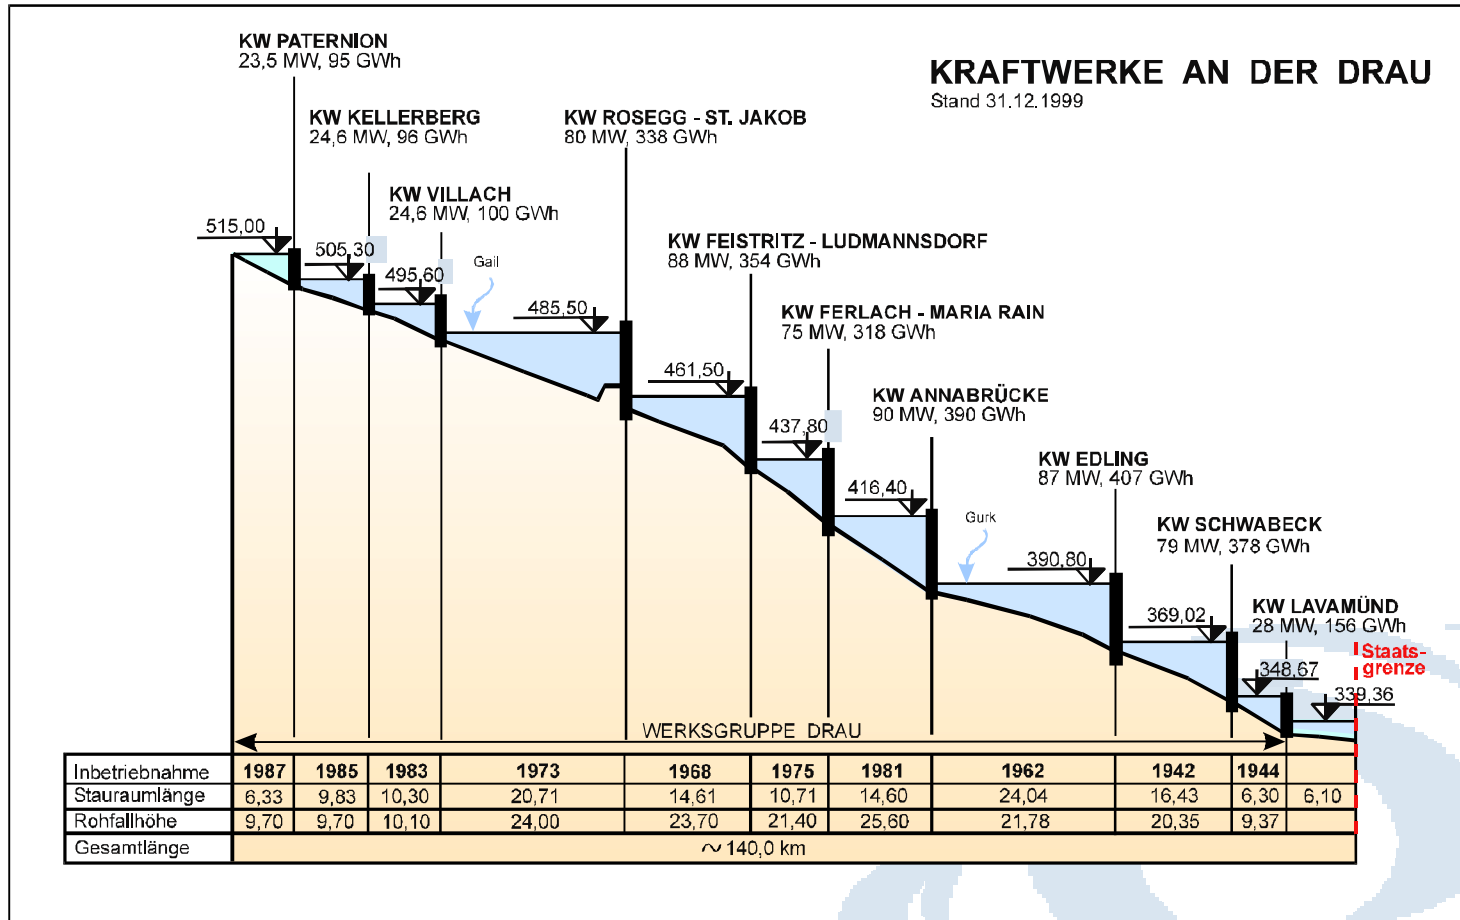 KRAFTWERKE AN DER DRAU
Stand 31.12.1999
KW PATERNION
23,5 MW, 95 GWh
KW KELLERBERG
24,6 MW, 96 GWh
KW VILLACH
24,6 MW, 100 GWh
KW ROSEGG - ST. JAKOB
80 MW, 338 GWh
KW FEISTRITZ - LUDMANNSDORF
88 MW, 354 GWh
KW FERLACH - MARIA RAIN
75 MW, 318 GWh
KW ANNABRÜCKE
90 MW, 390 GWh
KW EDLING
87 MW, 407 GWh
KW SCHWABECK
79 MW, 378 GWh
KW LAVAMÜND
28 MW, 156 GWh
515,00
505,30
495,60
Gail
485,50
461,50
437,80
416,40
Gurk
390,80
369,02
348,67
339,36
Staats-
grenze
WERKSGRUPPE DRAU
Inbetriebnahme 1987 1985 1983 1973 1968 1975 1981 1962 1942 1944
Stauraumlänge 6,33 9,83 10,30 20,71 14,61 10,71 14,60 24,04 16,43 6,30 6,10
Rohfallhöhe 9,70 9,70 10,10 24,00 23,70 21,40 25,60 21,78 20,35 9,37
Gesamtlänge ~ 140,0 km